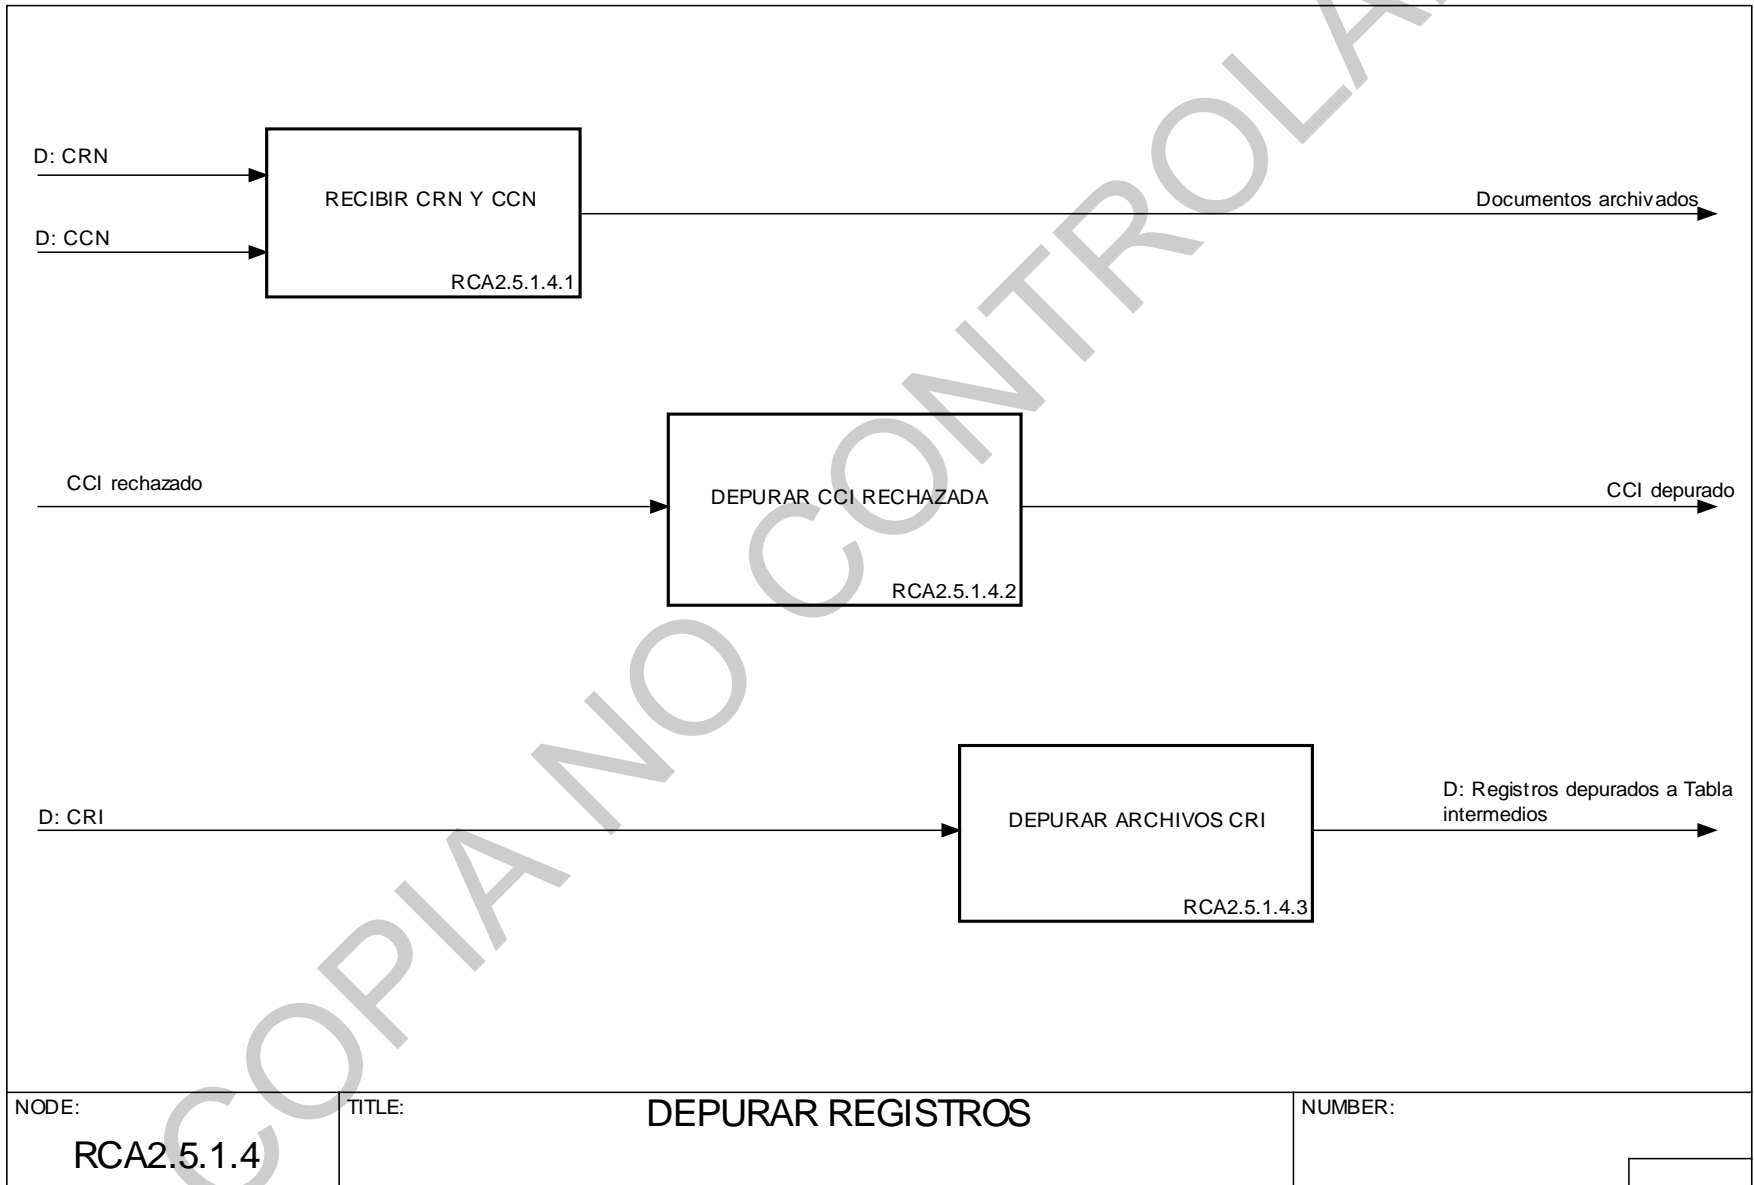 D: CRN
RECIBIR CRN Y CCN
Documentos archivados
D: CCN
RCA2.5.1.4.1
CCI rechazado
DEPURAR CCI RECHAZADA
CCI depurado
RCA2.5.1.4.2
D: CRI
DEPURAR ARCHIVOS CRI
D: Registros depurados a Tabla
intermedios
RCA2.5.1.4.3
NODE:
RCA2.5.1.4
TITLE:
DEPURAR REGISTROS
NUMBER:
COPIA NO